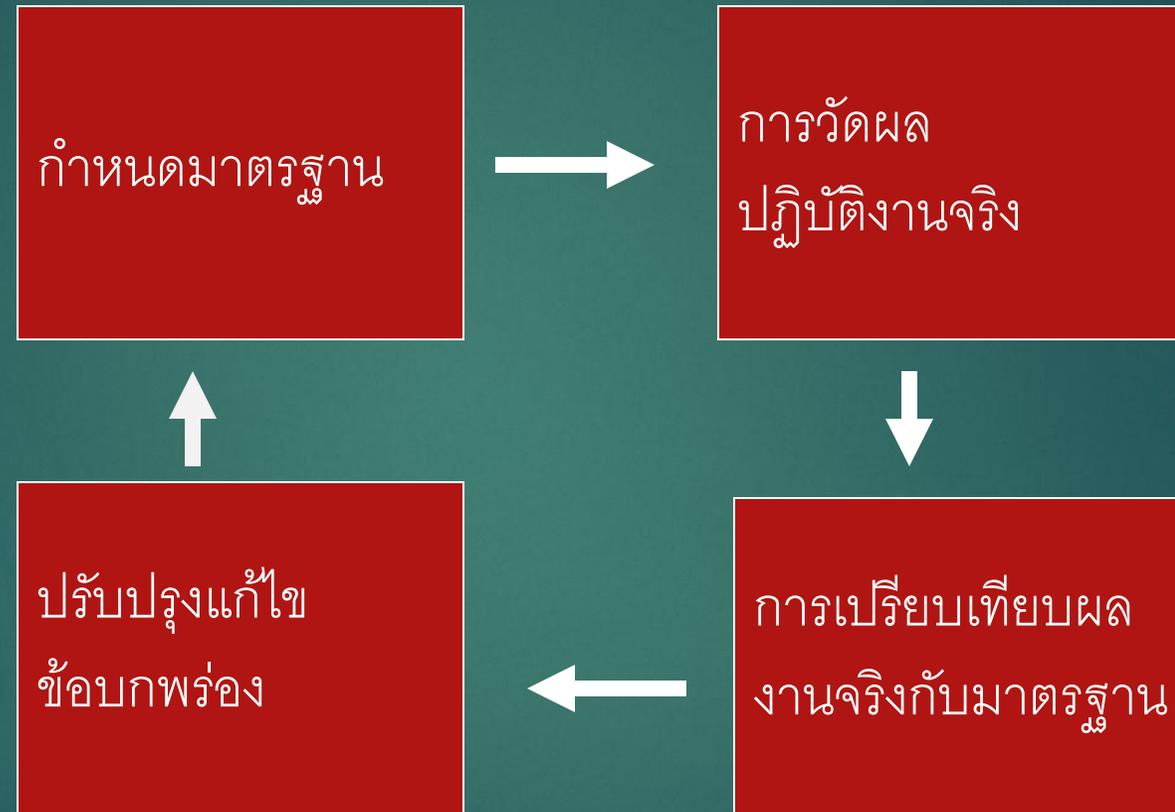 กำหนดมาตรฐาน
การวัดผล
ปฏิบัติงานจริง
การเปรียบเทียบผล
งานจริงกับมาตรฐาน
ปรับปรุงแก้ไข
ข้อบกพร่อง